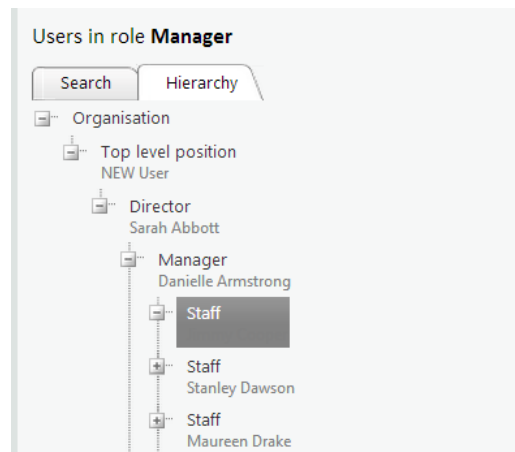 Users in role Manager
Search Hierarchy
Organisation
Top level position
NEW User
Director
Sarah Abbott
Manager
Danielle Armstrong
Staff
Staff
Stanley Dawson
Staff
Maureen Drake